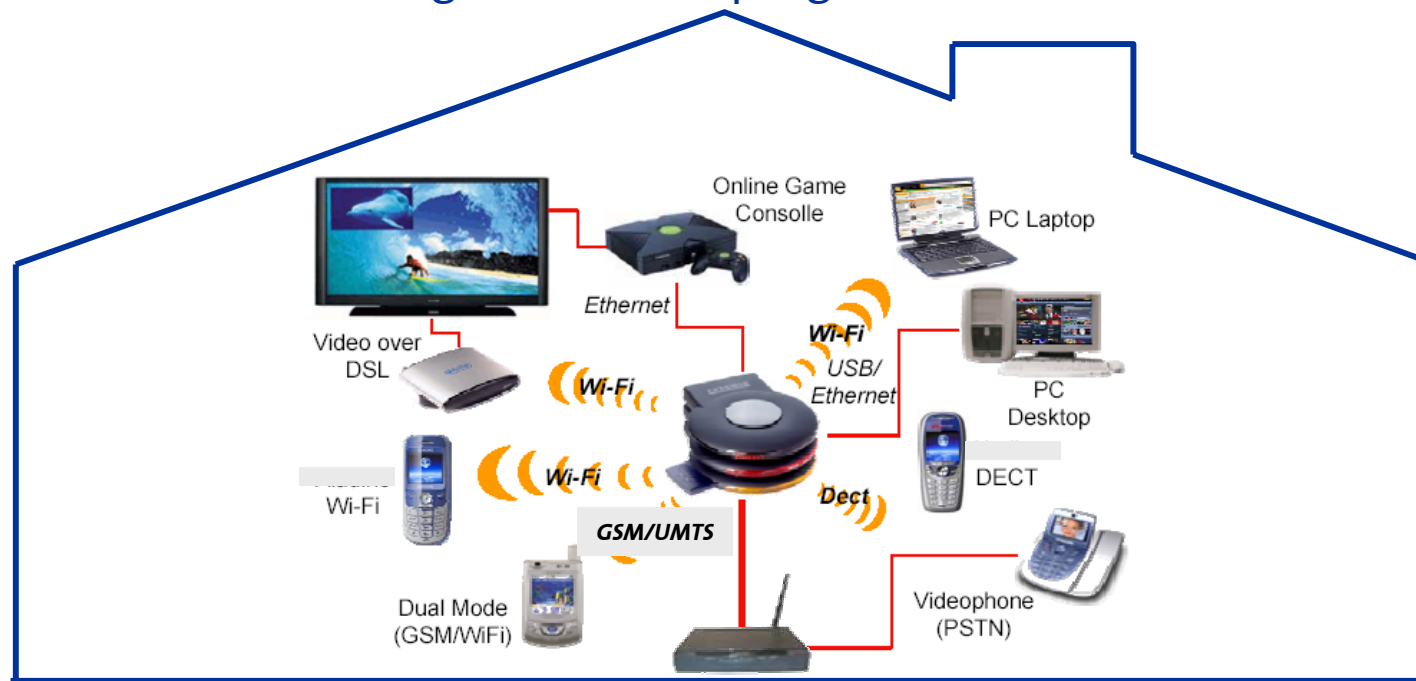 Online Game
Consolle
PC Laptop
Ethernet
Wi-Fi
Video over
DSL
USB/
Ethernet
Wi-Fi
PC
Desktop
Wi-Fi
Wi-Fi
Dect
DECT
GSM/UMTS
Dual Mode
(GSM/WiFi)
Videophone
(PSTN)